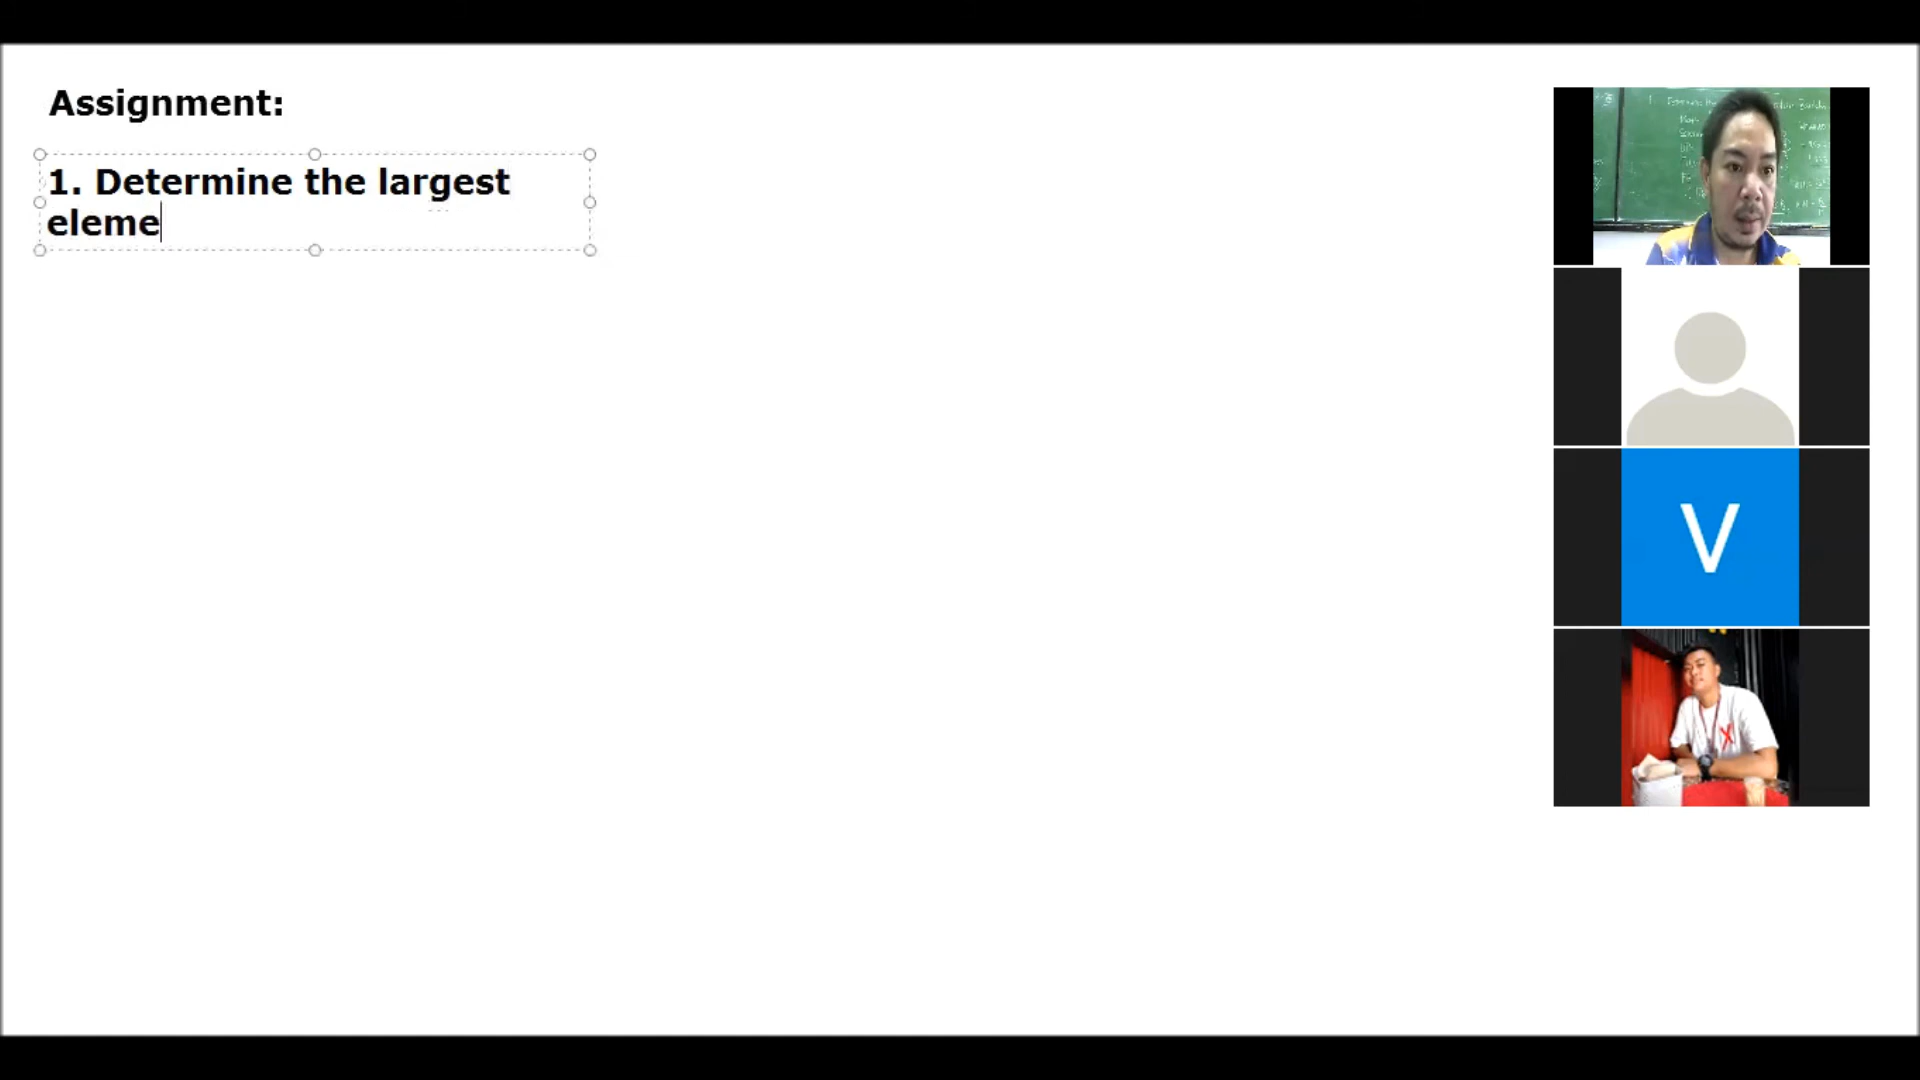 Assignment:
1. Determine the largest
eleme
V
X